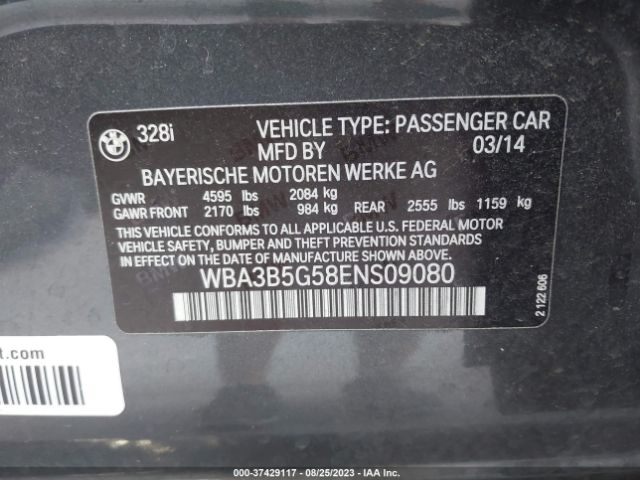 BMW
328i VEHICLE TYPE: PASSENGER CAR
MFD BY 03/14
BAYERISCHE MOTOREN WERKE AG
GVWR 4595 lbs 2084 kg
GAWR FRONT 2170 lbs 984 kg REAR 2555 lbs 1159 kg
THIS VEHICLE CONFORMS TO ALL APPLICABLE U.S. FEDERAL MOTOR
VEHICLE SAFETY, BUMPER AND THEFT PREVENTION STANDARDS
IN EFFECT ON THE DATE OF MANUFACTURE SHOWN ABOVE.
WBA3B5G58ENS09080
2 122 606
t.com
000-37429117 - 08/25/2023 - IAA Inc.